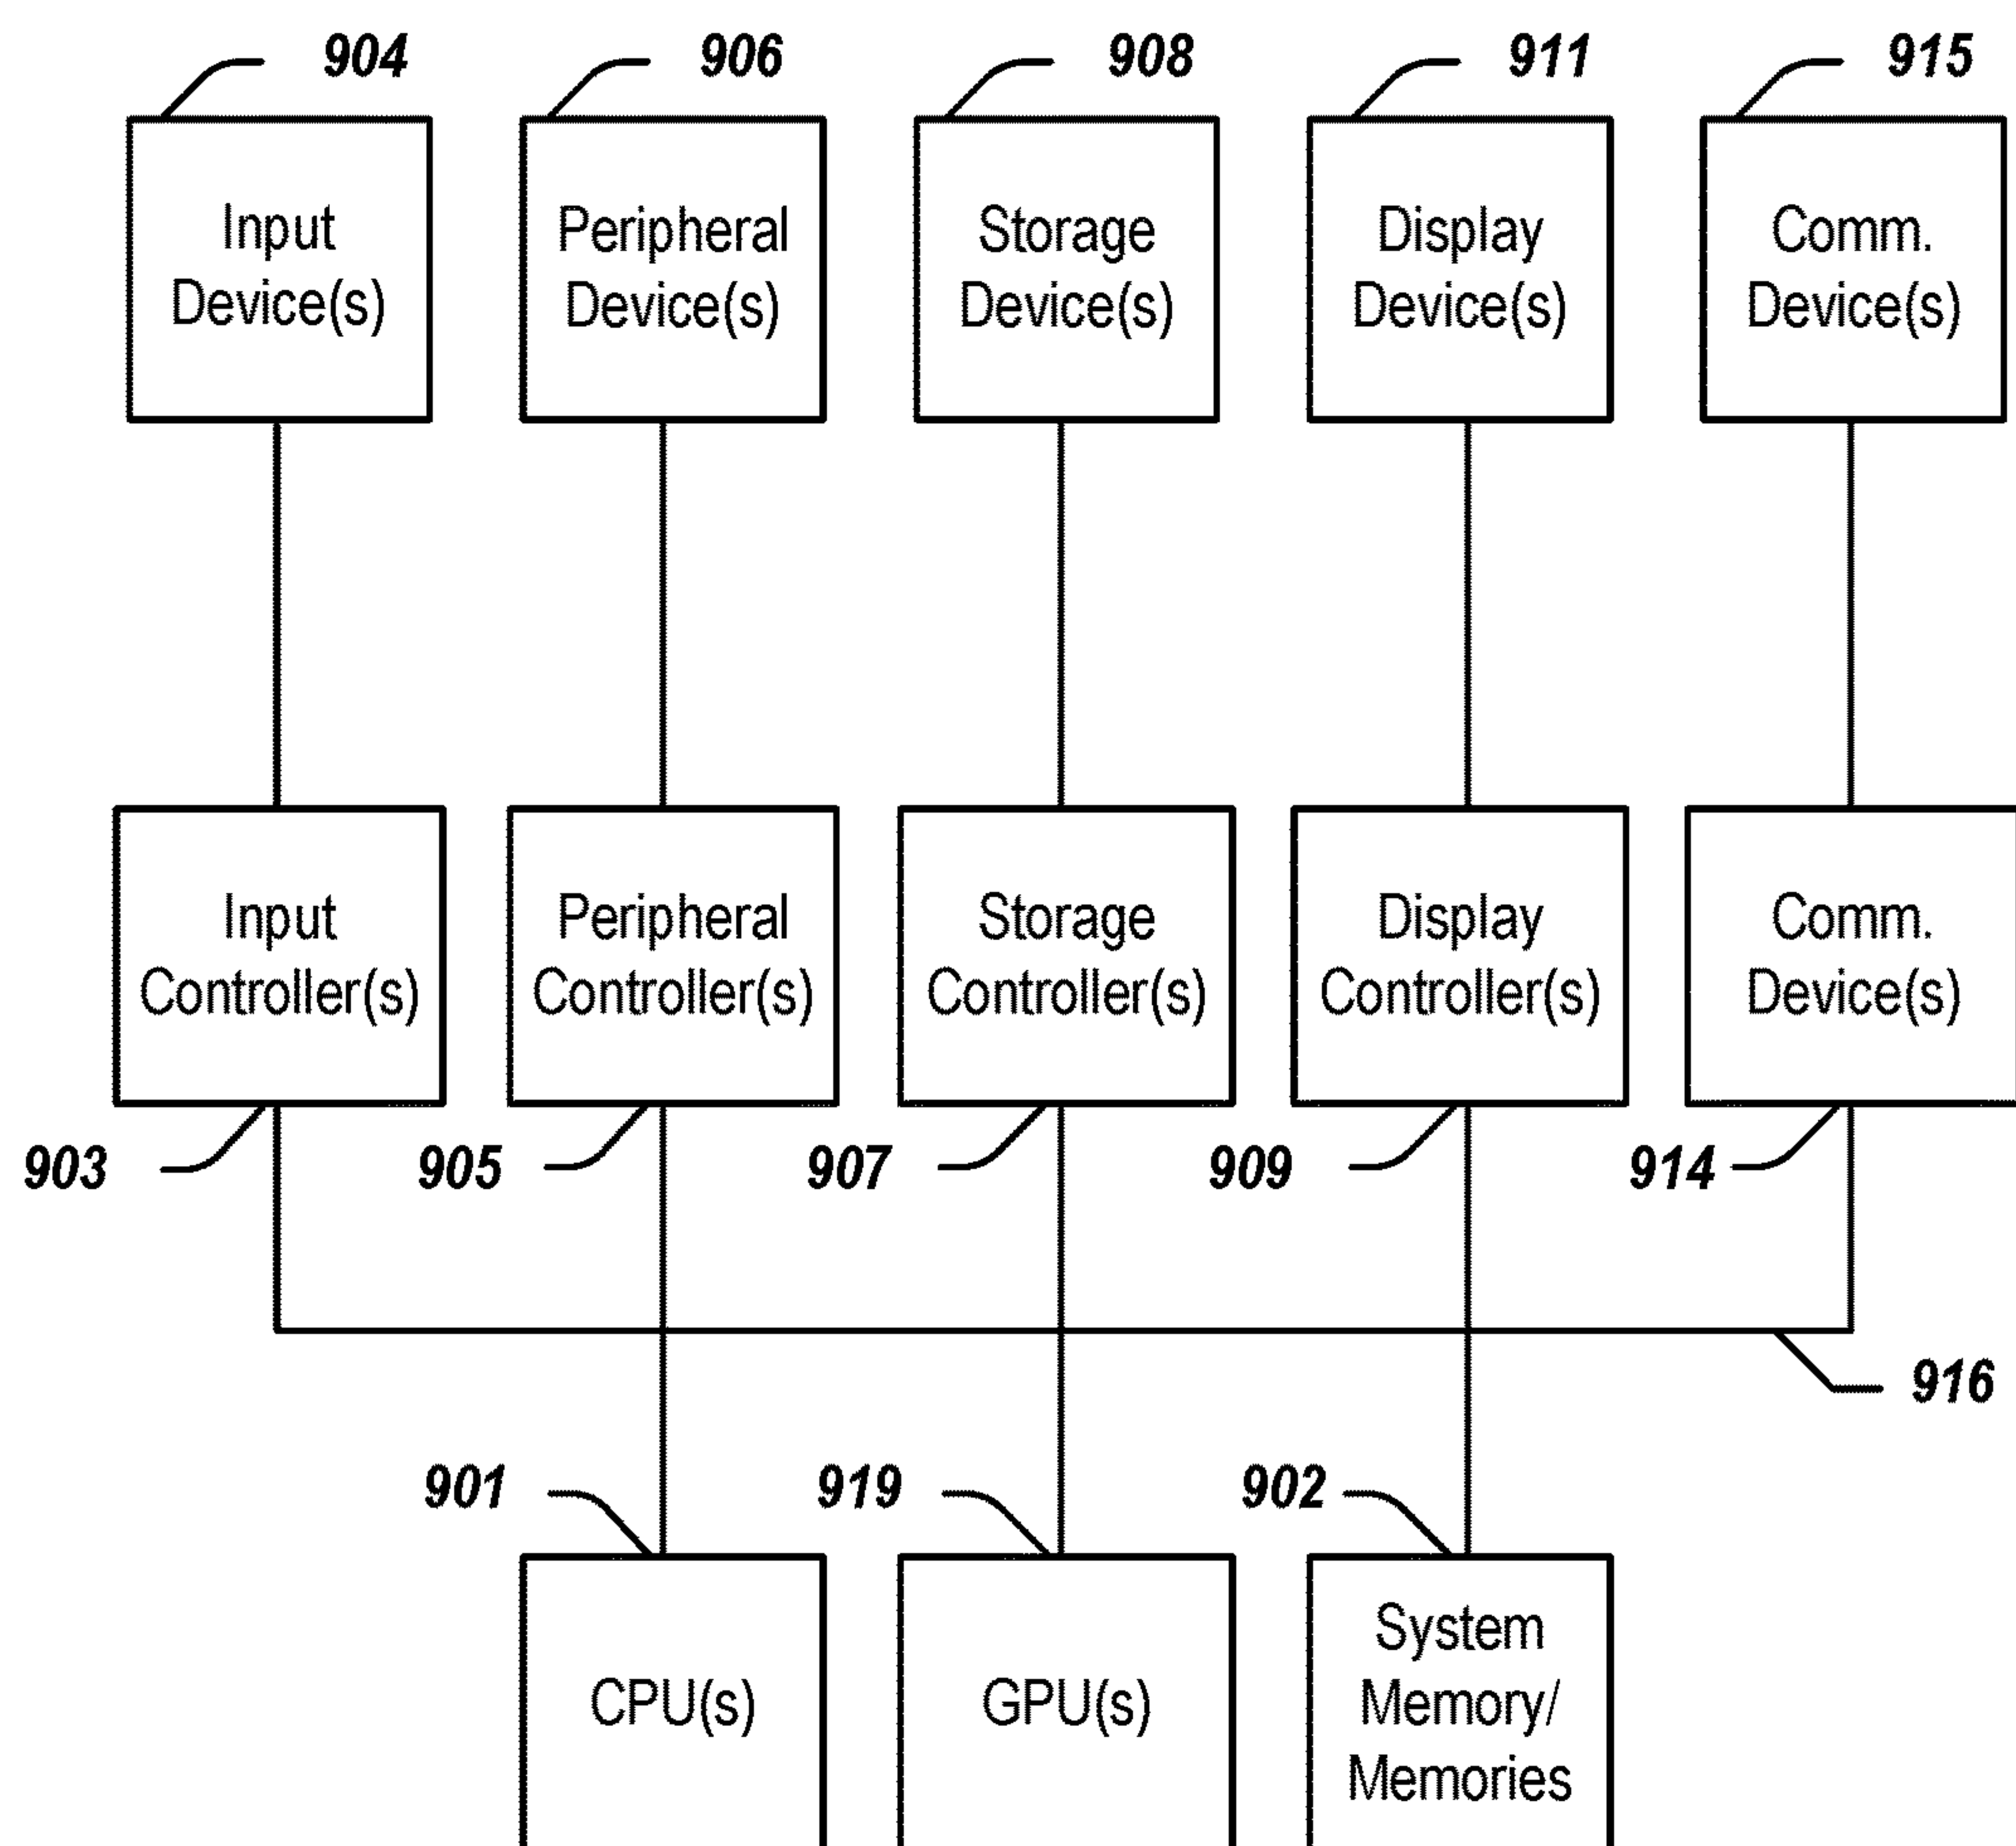 904
906
908
911
915
Input
Device(s)
Peripheral
Device(s)
Storage
Device(s)
Display
Device(s)
Comm.
Device(s)
Input
Controller(s)
Peripheral
Controller(s)
Storage
Controller(s)
Display
Controller(s)
Comm.
Device(s)
903
905
907
909
914
916
901
919
902
CPU(s)
GPU(s)
System
Memory/
Memories